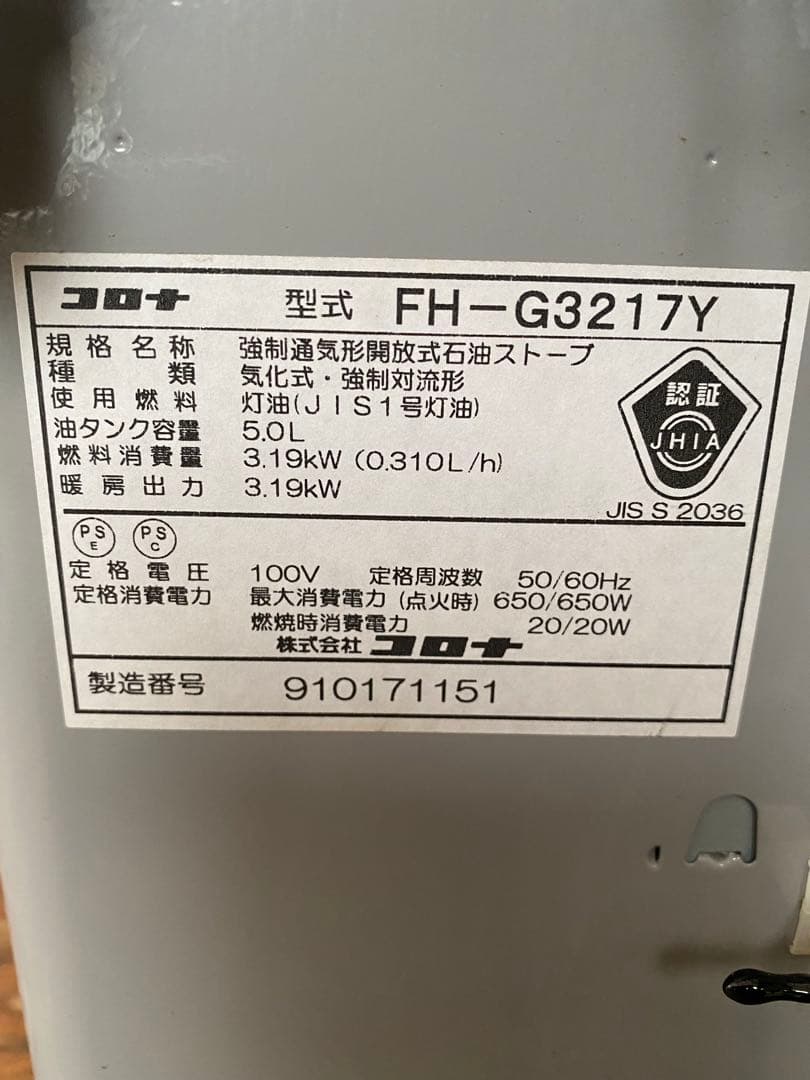 コロナ 型式 FH-G3217Y
規格名称 強制通気形開放式石油ストーブ
種類 気化式・強制対流形
使用燃料 灯油(JIS1号灯油)
油タンク容量 5.0L
燃料消費量 3.19kW (0.310L/h)
暖房出力 3.19kW
認証
JHIA
JIS S 2036
PS E PS C
定格電圧 100V 定格周波数 50/60Hz
定格消費電力 最大消費電力 (点火時) 650/650W
燃焼時消費電力 20/20W
株式会社 コロナ
製造番号 910171151